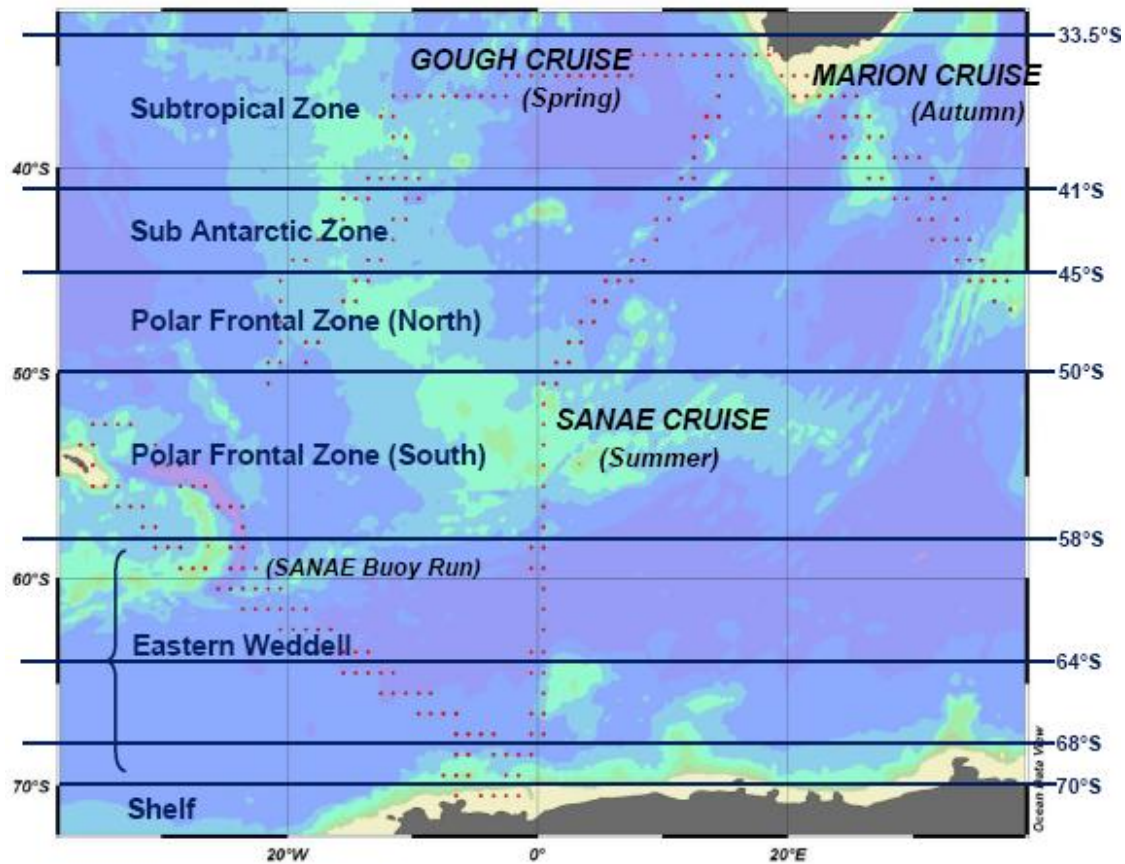 33.5°S
GOUGH CRUISE
(Spring)
MARION CRUISE
(Autumn)
Subtropical Zone
40°S
41°S
Sub Antarctic Zone
45°S
Polar Frontal Zone (North)
50°S
50°S
SANAE CRUISE
(Summer)
Polar Frontal Zone (South)
58°S
(SANAE Buoy Run)
60°S
Eastern Weddell
64°S
68°S
70°S
70°S
Shelf
Ocean Data View
20°W
0°
20°E